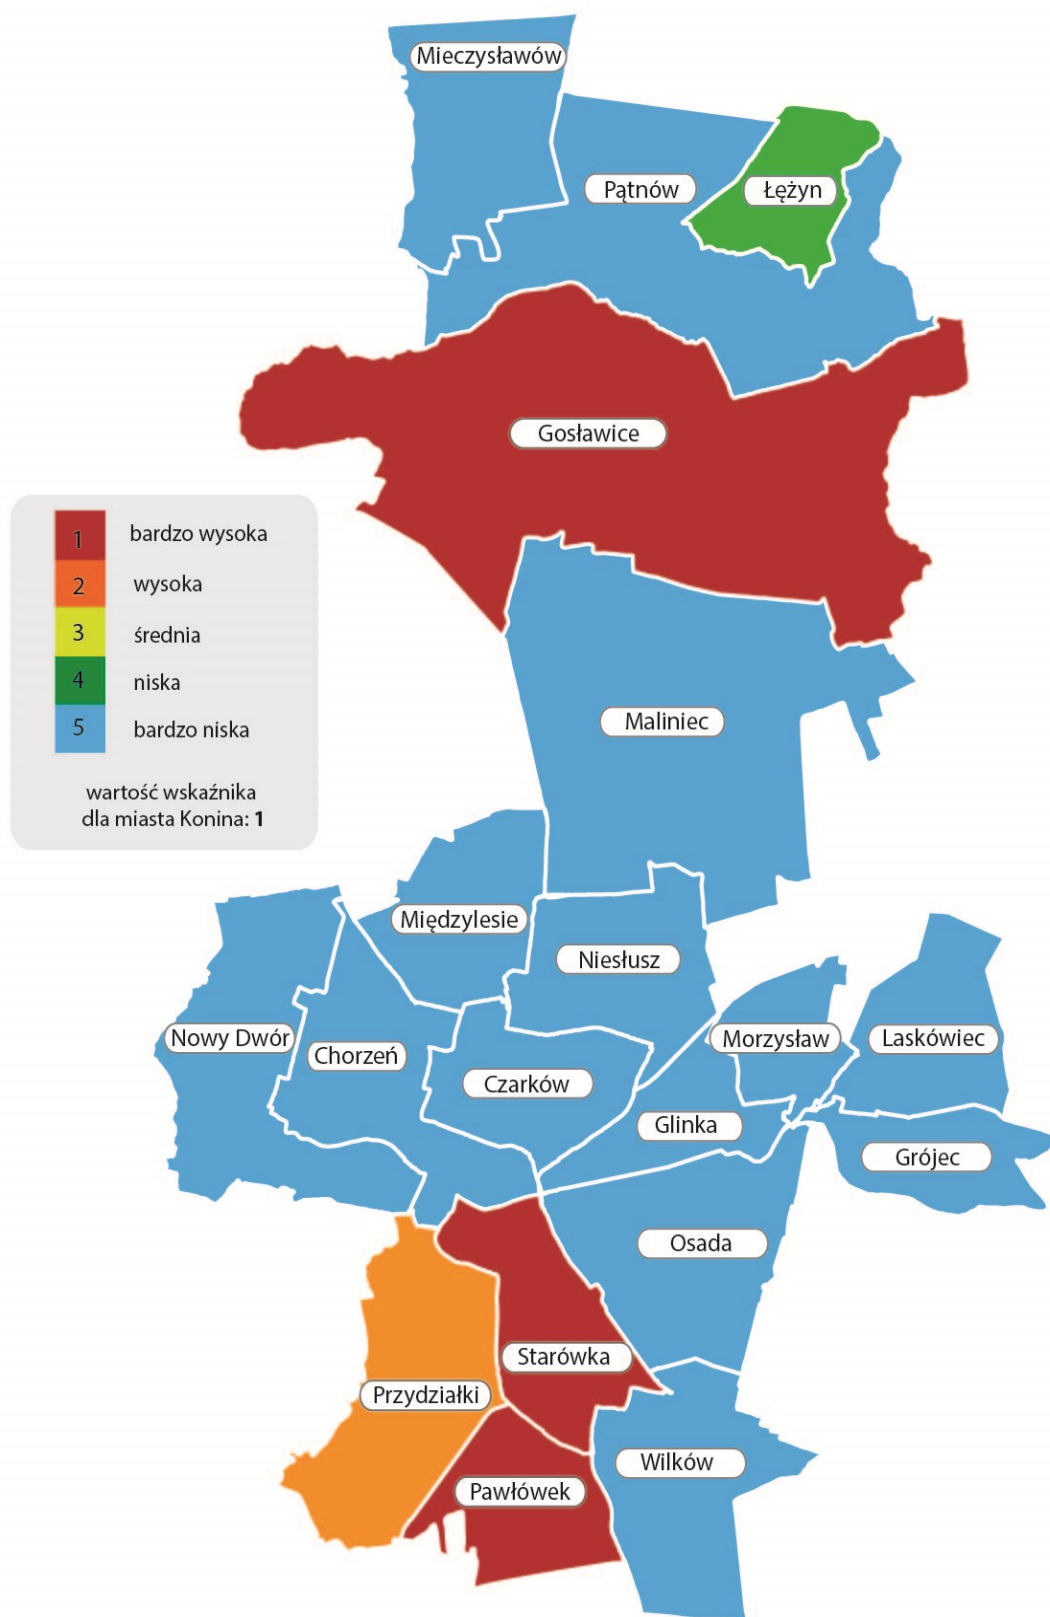 Mieczysławów
Pątnów
Łężyn
Gosławice
1 bardzo wysoka
2 wysoka
3 średnia
4 niska
5 bardzo niska
wartość wskaźnika
dla miasta Konina: 1
Maliniec
Międzylesie
Niesłusz
Nowy Dwór
Chorzeń
Czarków
Morzysław
Laskówiec
Glinka
Grójec
Osada
Starówka
Przydziałki
Wilków
Pawłówek